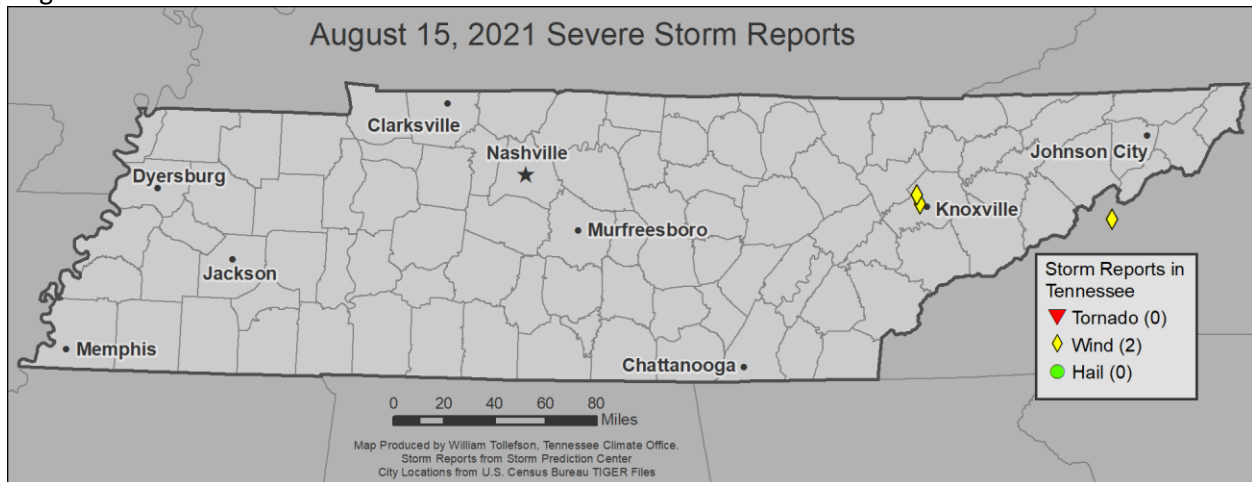 August 15, 2021 Severe Storm Reports
Clarksville
Nashville
Johnson City
Dyersburg
Knoxville
Murfreesboro
Jackson
Storm Reports in
Tennessee
Tornado (0)
Wind (2)
Hail (0)
Memphis
Chattanooga
0 20 40 60 80
Miles
Map Produced by William Tollefson, Tennessee Climate Office.
Storm Reports from Storm Prediction Center
City Locations from U.S. Census Bureau TIGER Files